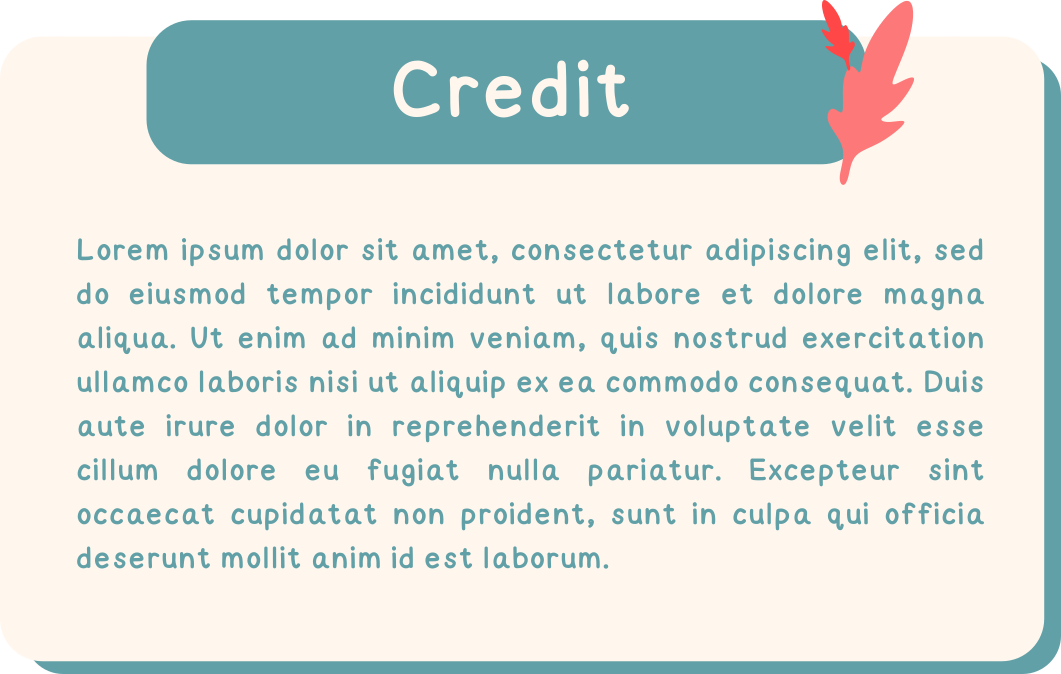 Credit
Lorem ipsum dolor sit amet, consectetur adipiscing elit, sed
do eiusmod tempor incididunt ut labore et dolore magna
aliqua. Ut enim ad minim veniam, quis nostrud exercitation
ullamco laboris nisi ut aliquip ex ea commodo consequat. Duis
aute irure dolor in reprehenderit in voluptate velit esse
cillum dolore eu fugiat nulla pariatur. Excepteur sint
occaecat cupidatat non proident, sunt in culpa qui officia
deserunt mollit anim id est laborum.